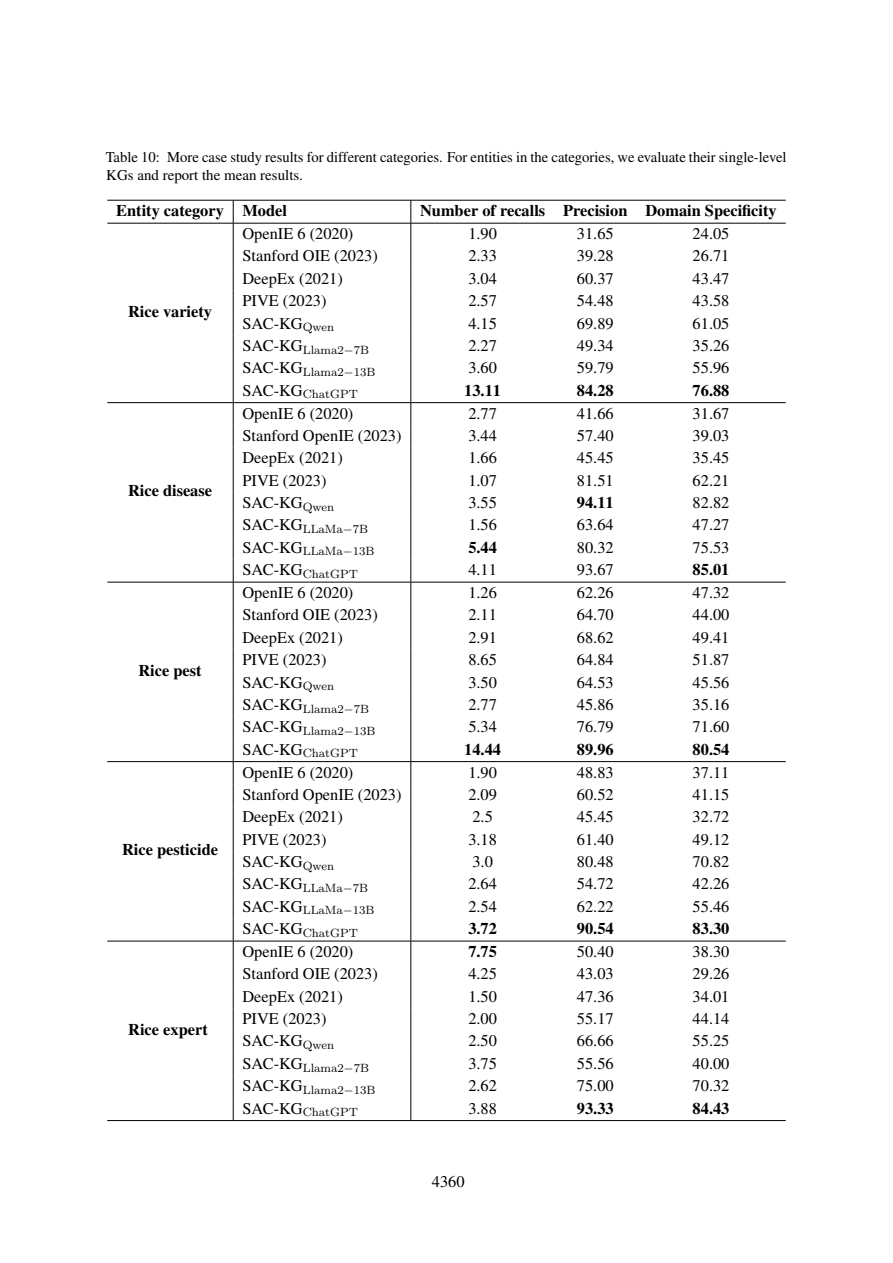 Table 10: More case study results for different categories. For entities in the categories, we evaluate their single-level
KGs and report the mean results.
Entity category Model Number of recalls Precision Domain Specificity
Rice variety
OpenIE 6 (2020) 1.90 31.65 24.05
Stanford OIE (2023) 2.33 39.28 26.71
DeepEx (2021) 3.04 60.37 43.47
PIVE (2023) 2.57 54.48 43.58
SAC-KGQwen 4.15 69.89 61.05
SAC-KGLlama2−7B 2.27 49.34 35.26
SAC-KGLlama2−13B 3.60 59.79 55.96
SAC-KGChatGPT 13.11 84.28 76.88
Rice disease
OpenIE 6 (2020) 2.77 41.66 31.67
Stanford OpenIE (2023) 3.44 57.40 39.03
DeepEx (2021) 1.66 45.45 35.45
PIVE (2023) 1.07 81.51 62.21
SAC-KGQwen 3.55 94.11 82.82
SAC-KGLLaMa−7B 1.56 63.64 47.27
SAC-KGLLaMa−13B 5.44 80.32 75.53
SAC-KGChatGPT 4.11 93.67 85.01
Rice pest
OpenIE 6 (2020) 1.26 62.26 47.32
Stanford OIE (2023) 2.11 64.70 44.00
DeepEx (2021) 2.91 68.62 49.41
PIVE (2023) 8.65 64.84 51.87
SAC-KGQwen 3.50 64.53 45.56
SAC-KGLlama2−7B 2.77 45.86 35.16
SAC-KGLlama2−13B 5.34 76.79 71.60
SAC-KGChatGPT 14.44 89.96 80.54
Rice pesticide
OpenIE 6 (2020) 1.90 48.83 37.11
Stanford OpenIE (2023) 2.09 60.52 41.15
DeepEx (2021) 2.5 45.45 32.72
PIVE (2023) 3.18 61.40 49.12
SAC-KGQwen 3.0 80.48 70.82
SAC-KGLLaMa−7B 2.64 54.72 42.26
SAC-KGLLaMa−13B 2.54 62.22 55.46
SAC-KGChatGPT 3.72 90.54 83.30
Rice expert
OpenIE 6 (2020) 7.75 50.40 38.30
Stanford OIE (2023) 4.25 43.03 29.26
DeepEx (2021) 1.50 47.36 34.01
PIVE (2023) 2.00 55.17 44.14
SAC-KGQwen 2.50 66.66 55.25
SAC-KGLlama2−7B 3.75 55.56 40.00
SAC-KGLlama2−13B 2.62 75.00 70.32
SAC-KGChatGPT 3.88 93.33 84.43
4360